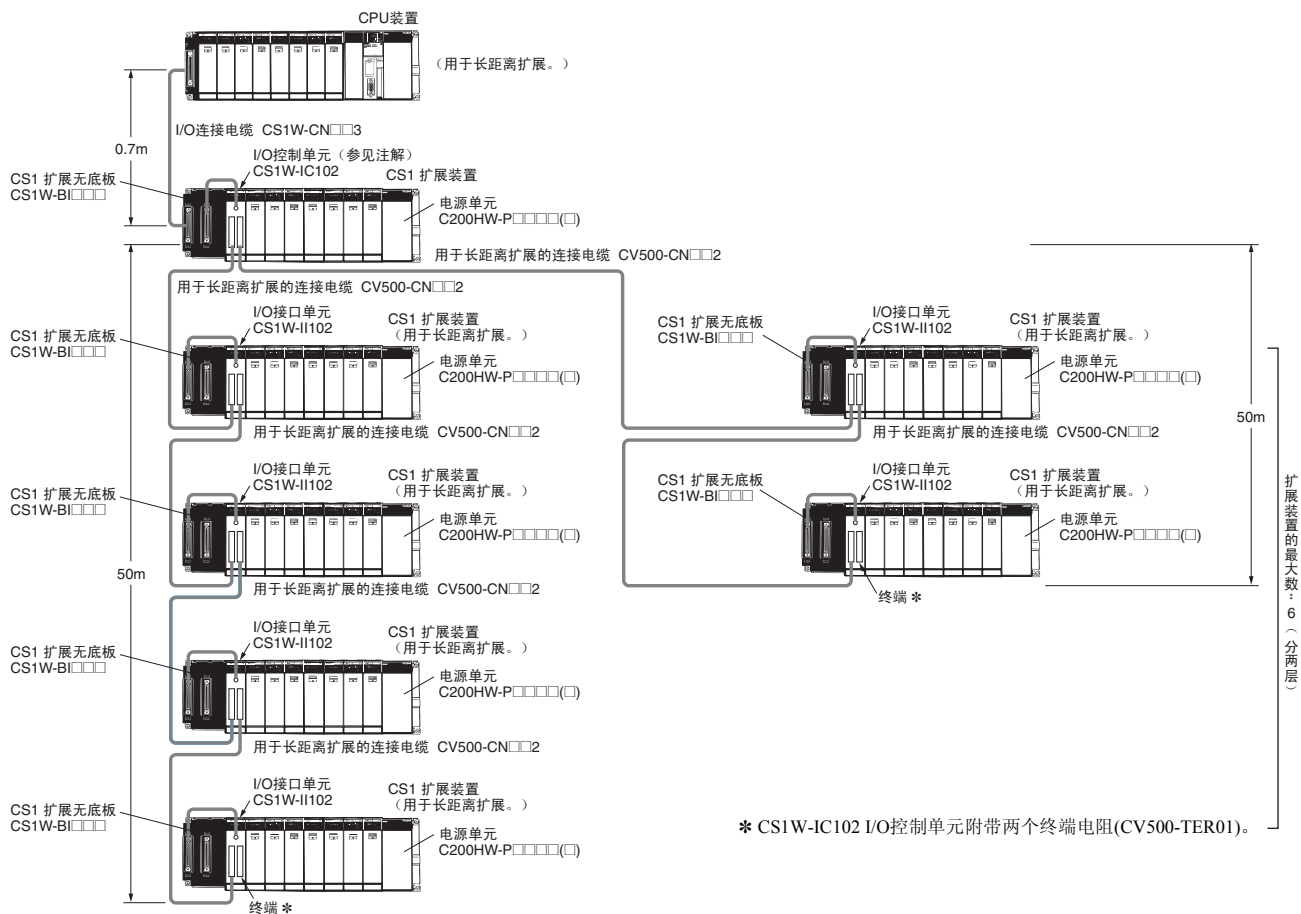 CPU装置
（用于长距离扩展。）
I/O连接电缆 CS1W-CN□□3
0.7m
I/O控制单元（参见注解）
CS1W-IC102
CS1 扩展装置
CS1 扩展无底板
CS1W-BI□□□
电源单元
C200HW-P□□□□(□)
用于长距离扩展的连接电缆 CV500-CN□□2
用于长距离扩展的连接电缆 CV500-CN□□2
I/O接口单元
CS1W-II102
CS1 扩展装置
（用于长距离扩展。）
CS1 扩展无底板
CS1W-BI□□□
电源单元
C200HW-P□□□□(□)
用于长距离扩展的连接电缆 CV500-CN□□2
I/O接口单元
CS1W-II102
CS1 扩展装置
（用于长距离扩展。）
CS1 扩展无底板
CS1W-BI□□□
电源单元
C200HW-P□□□□(□)
50m
用于长距离扩展的连接电缆 CV500-CN□□2
I/O接口单元
CS1W-II102
CS1 扩展装置
（用于长距离扩展。）
CS1 扩展无底板
CS1W-BI□□□
电源单元
C200HW-P□□□□(□)
用于长距离扩展的连接电缆 CV500-CN□□2
I/O接口单元
CS1W-II102
CS1 扩展装置
（用于长距离扩展。）
CS1 扩展无底板
CS1W-BI□□□
电源单元
C200HW-P□□□□(□)
终端 ✽
I/O接口单元
CS1W-II102
CS1 扩展装置
（用于长距离扩展。）
CS1 扩展无底板
CS1W-BI□□□
电源单元
C200HW-P□□□□(□)
50m
用于长距离扩展的连接电缆 CV500-CN□□2
I/O接口单元
CS1W-II102
CS1 扩展装置
（用于长距离扩展。）
CS1 扩展无底板
CS1W-BI□□□
电源单元
C200HW-P□□□□(□)
终端 ✽
扩展装置的最大数：6（分两层）
✽ CS1W-IC102 I/O控制单元附带两个终端电阻(CV500-TER01)。